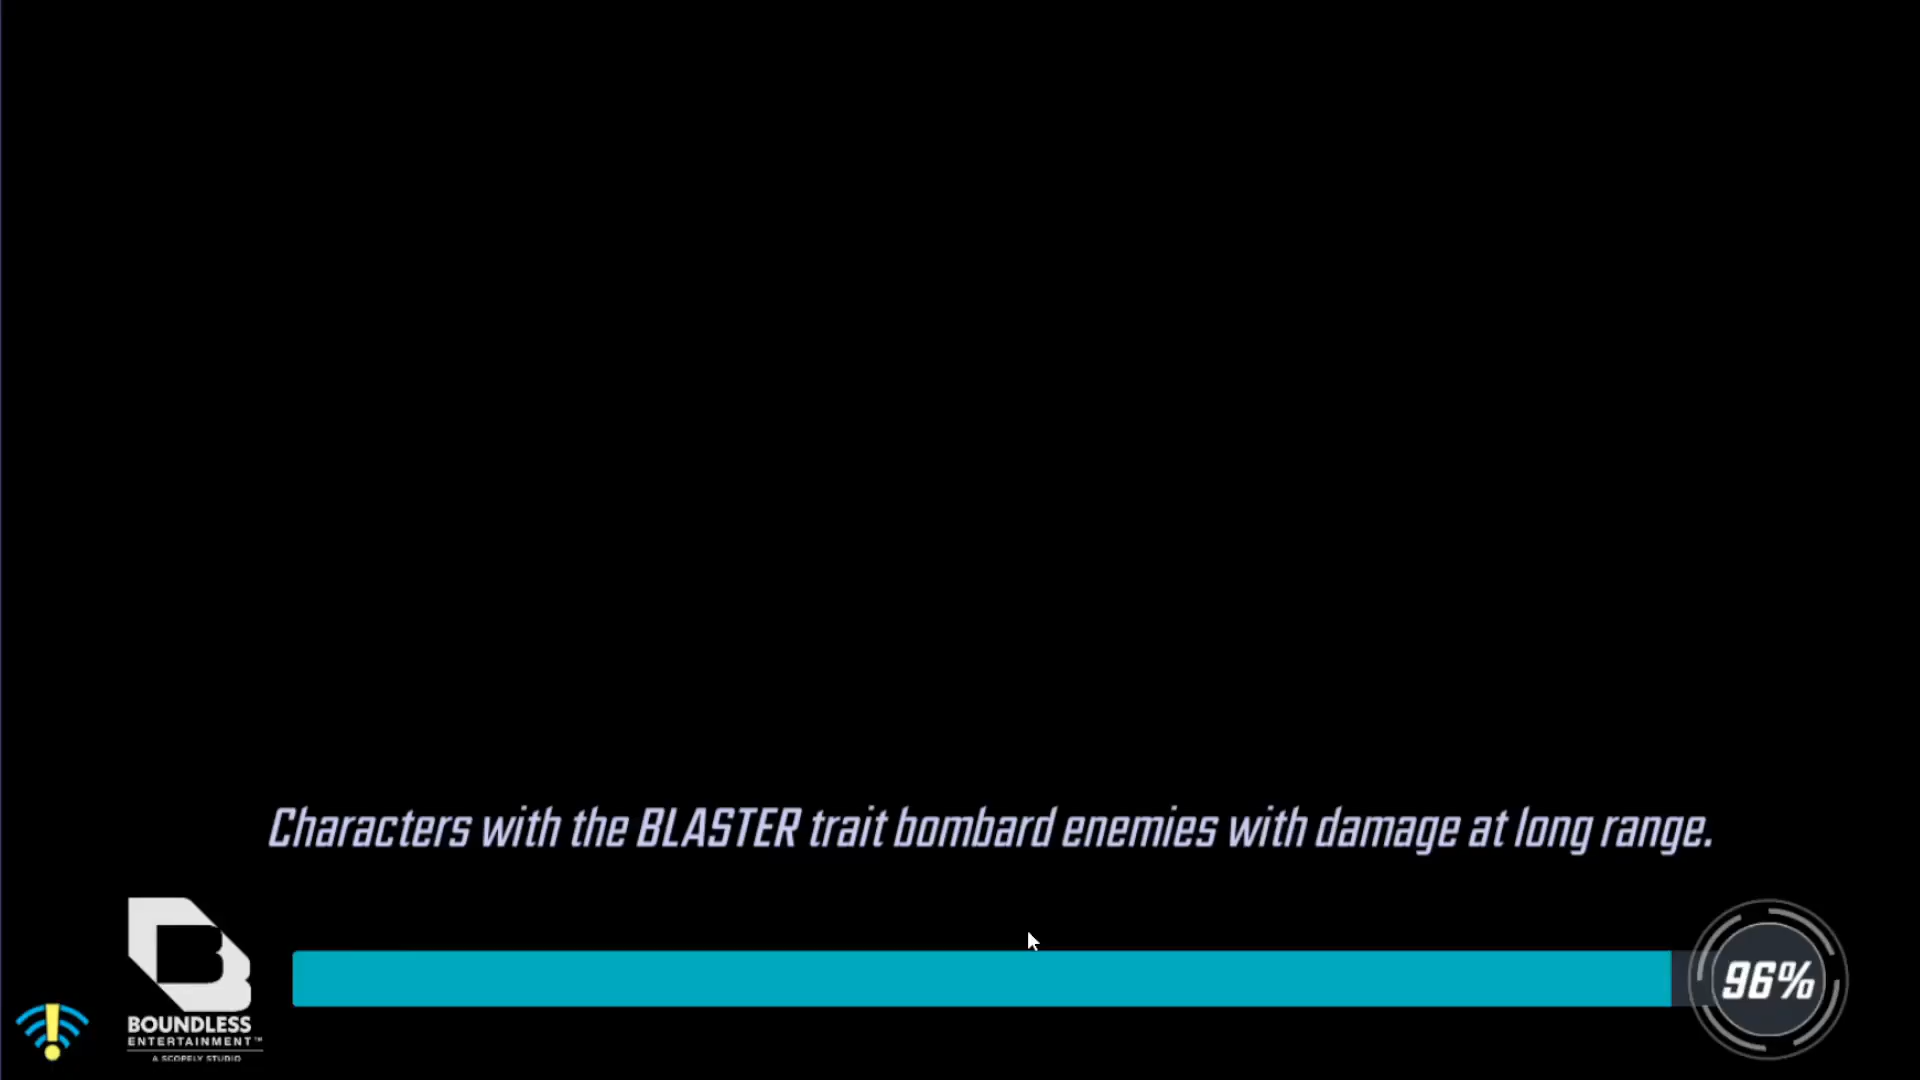 Characters with the BLASTER trait bombard enemies with damage at long range.
BOUNDLESS
ENTERTAINMENT™
A SCOPELY STUDIO
96%